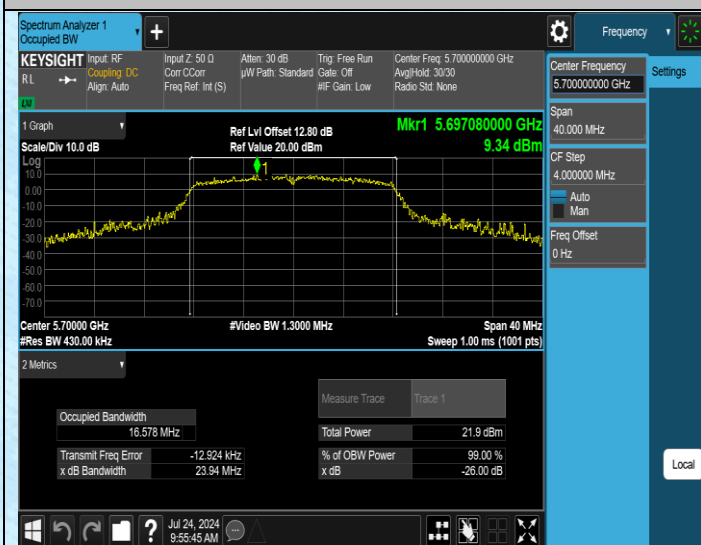 Spectrum Analyzer 1
Occupied BW
+
Frequency
KEYSIGHT
RL
LXI
Input: RF
Coupling: DC
Align: Auto
Input Z: 50 Ω
Corr CCorr
Freq Ref: Int (S)
Atten: 30 dB
µW Path: Standard
Trig: Free Run
Gate: Off
#IF Gain: Low
Center Freq: 5.700000000 GHz
Avg|Hold: 30/30
Radio Std: None
Center Frequency
5.700000000 GHz
Settings
Span
40.000 MHz
CF Step
4.000000 MHz
Auto
Man
Freq Offset
0 Hz
1 Graph
Scale/Div 10.0 dB
Ref Lvl Offset 12.80 dB
Ref Value 20.00 dBm
Mkr1 5.697080000 GHz
9.34 dBm
Log
1
10.0
0.00
-10.0
-20.0
-30.0
-40.0
-50.0
-60.0
-70.0
Center 5.70000 GHz
#Res BW 430.00 kHz
#Video BW 1.3000 MHz
Span 40 MHz
Sweep 1.00 ms (1001 pts)
2 Metrics
Measure Trace
Trace 1
Occupied Bandwidth
16.578 MHz
Total Power
21.9 dBm
Transmit Freq Error
-12.924 kHz
% of OBW Power
99.00 %
x dB Bandwidth
23.94 MHz
x dB
-26.00 dB
Local
?
Jul 24, 2024
9:55:45 AM